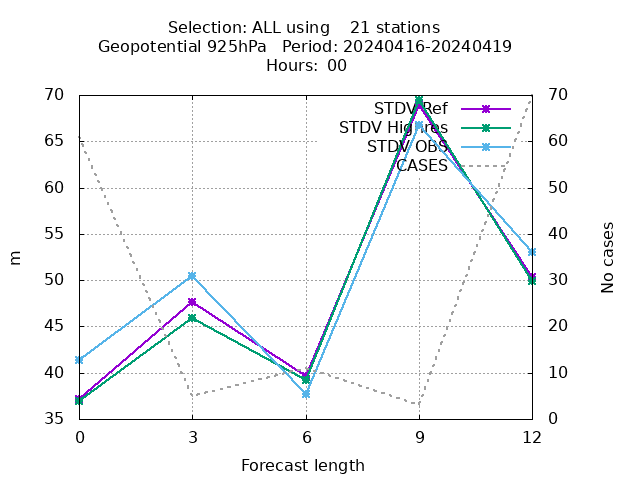 Selection: ALL using 21 stations
Geopotential 925hPa Period: 20240416-20240419
Hours: 00
70 70
STDV Ref
STDV Highres
65 60
STDV OBS
CASES
60 50
55 40
m
No cases
50 30
45 20
40 10
35 0
0 3 6 9 12
Forecast length